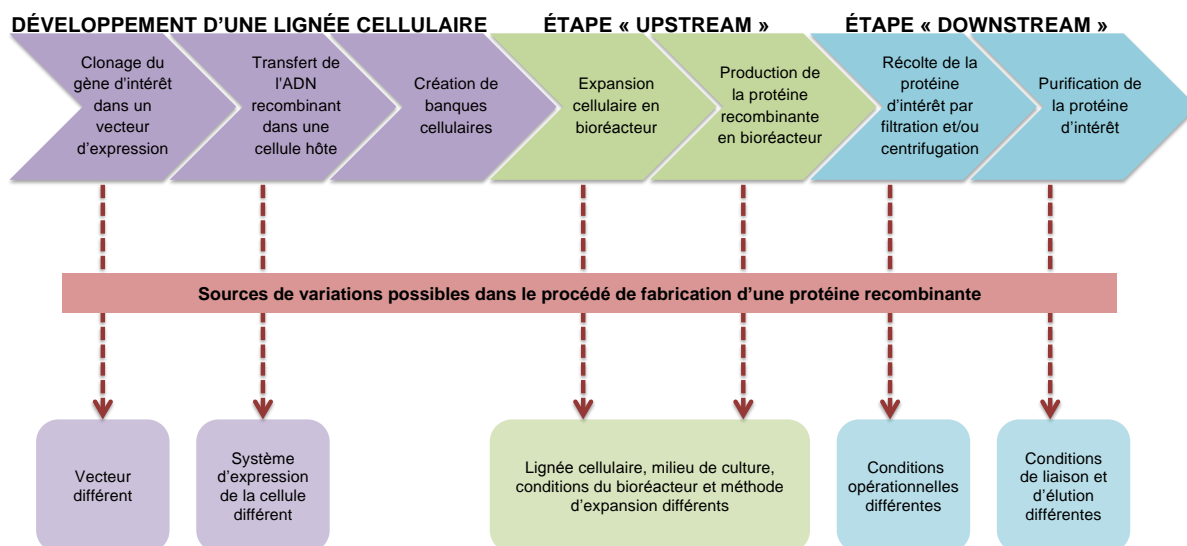 DÉVELOPPEMENT D'UNE LIGNÉE CELLULAIRE
ÉTAPE « UPSTREAM »
ÉTAPE « DOWNSTREAM »
Clonage du
gène d'intérêt
dans un
vecteur
d'expression
Transfert de
l'ADN
recombinant
dans une
cellule hôte
Création de
banques
cellulaires
Expansion
cellulaire en
bioréacteur
Production de
la protéine
recombinante
en bioréacteur
Récolte de la
protéine
d'intérêt par
filtration et/ou
centrifugation
Purification de
la protéine
d'intérêt
Sources de variations possibles dans le procédé de fabrication d'une protéine recombinante
Vecteur
différent
Système
d'expression
de la cellule
différent
Lignée cellulaire, milieu de culture,
conditions du bioréacteur et méthode
d'expansion différents
Conditions
opérationnelles
différentes
Conditions
de liaison et
d'élution
différentes